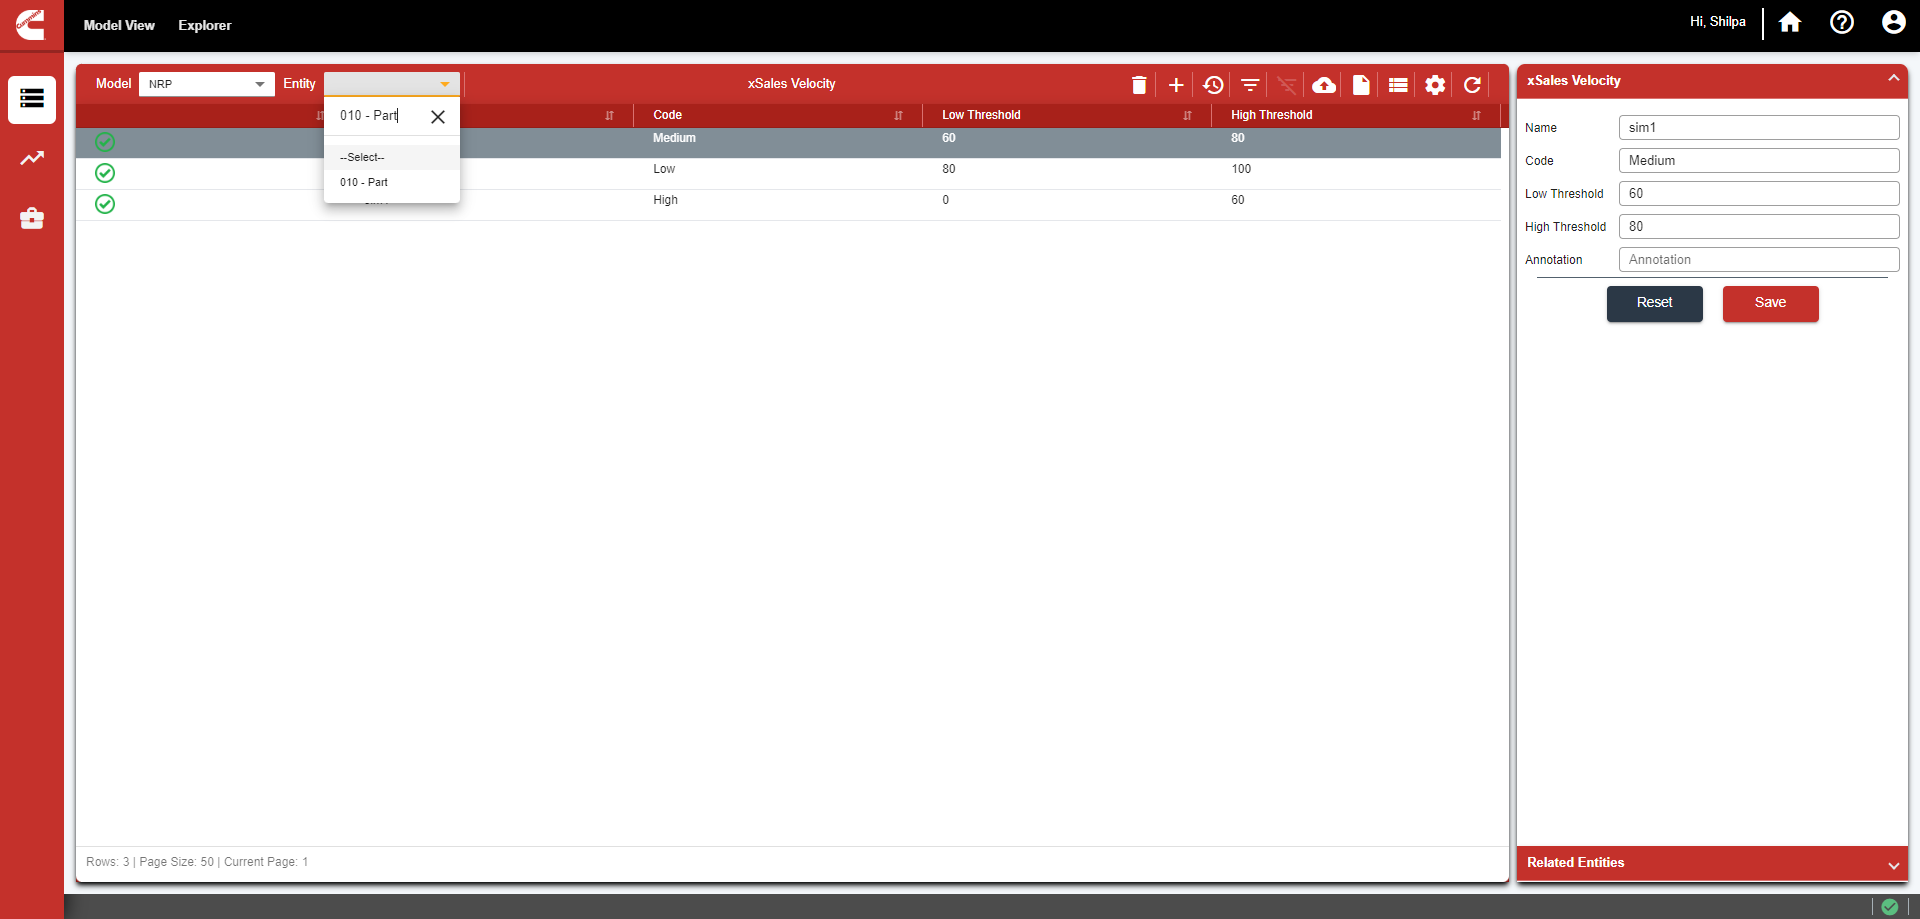 Cummins
Model View Explorer
Hi, Shilpa
Model NRP Entity
xSales Velocity
010 - Part
--Select--
010 - Part
Code Low Threshold High Threshold
Medium 60 80
Low 80 100
High 0 60
Rows: 3 | Page Size: 50 | Current Page: 1
xSales Velocity
Name sim1
Code Medium
Low Threshold 60
High Threshold 80
Annotation Annotation
Reset Save
Related Entities